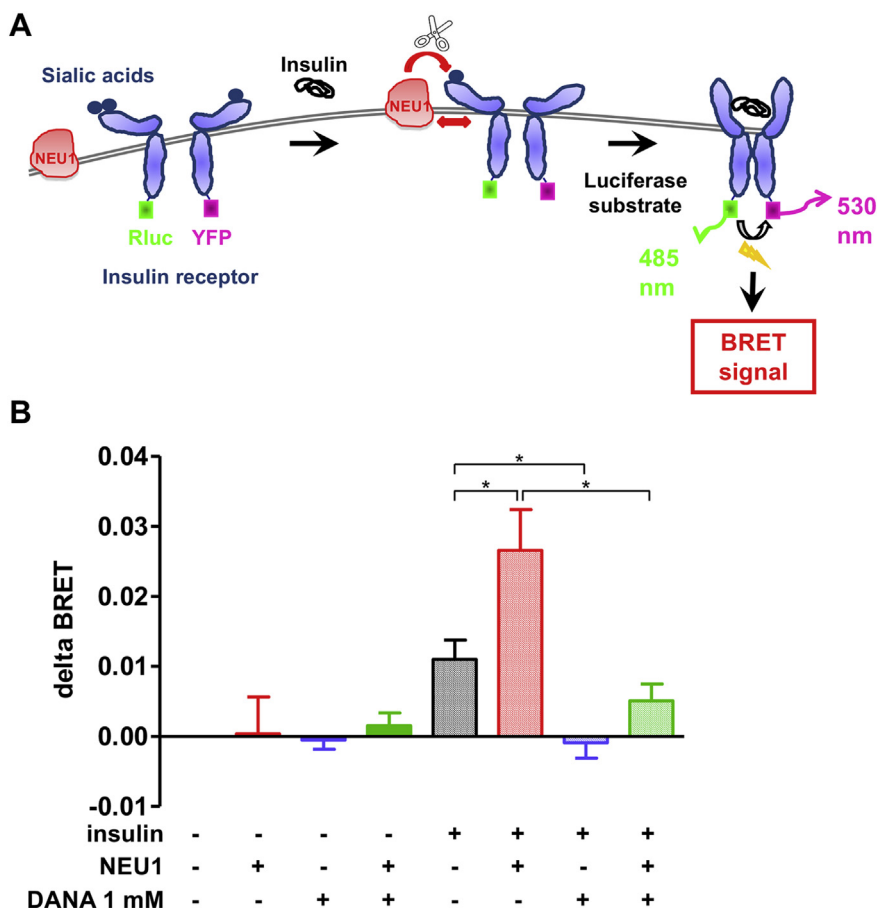 A
Sialic acids
Insulin
NEU1
NEU1
Rluc YFP
Insulin receptor
Luciferase
substrate
485
nm
530
nm
BRET
signal
B
delta BRET
0.04
0.03
0.02
0.01
0.00
-0.01
* * *
insulin - - - - + + + +
NEU1 - + - + - + - +
DANA 1 mM - - + + - - + +